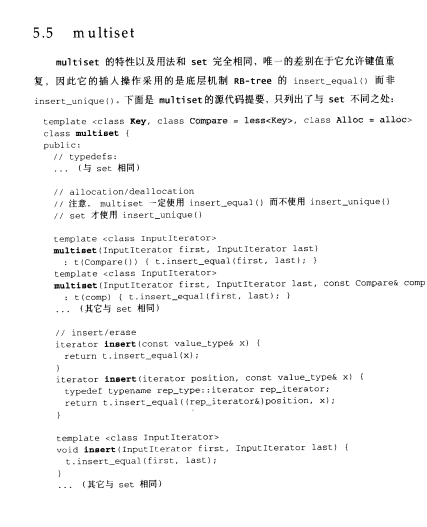 5.5 multiset
multiset 的特性以及用法和 set 完全相同，唯一的差别在于它允许键值重
复，因此它的插入操作采用的是底层机制 RB-tree 的 insert_equal() 而非
insert_unique()。下面是 multiset的源代码提要，只列出了与 set 不同之处：
template <class Key, class Compare = less<Key>, class Alloc = alloc>
class multiset {
public:
// typedefs:
... （与 set 相同）
// allocation/deallocation
// 注意，multiset 一定使用 insert_equal() 而不使用 insert_unique()
// set 才使用 insert_unique()
template <class InputIterator>
multiset(InputIterator first, InputIterator last)
: t(Compare()) { t.insert_equal(first, last); }
template <class InputIterator>
multiset(InputIterator first, InputIterator last, const Compare& comp
: t(comp) { t.insert_equal(first, last); }
... （其它与 set 相同）
// insert/erase
iterator insert(const value_type& x) {
return t.insert_equal(x);
}
iterator insert(iterator position, const value_type& x) {
typedef typename rep_type::iterator rep_iterator;
return t.insert_equal((rep_iterator&)position, x);
}
template <class InputIterator>
void insert(InputIterator first, InputIterator last) {
t.insert_equal(first, last);
}
... （其它与 set 相同）